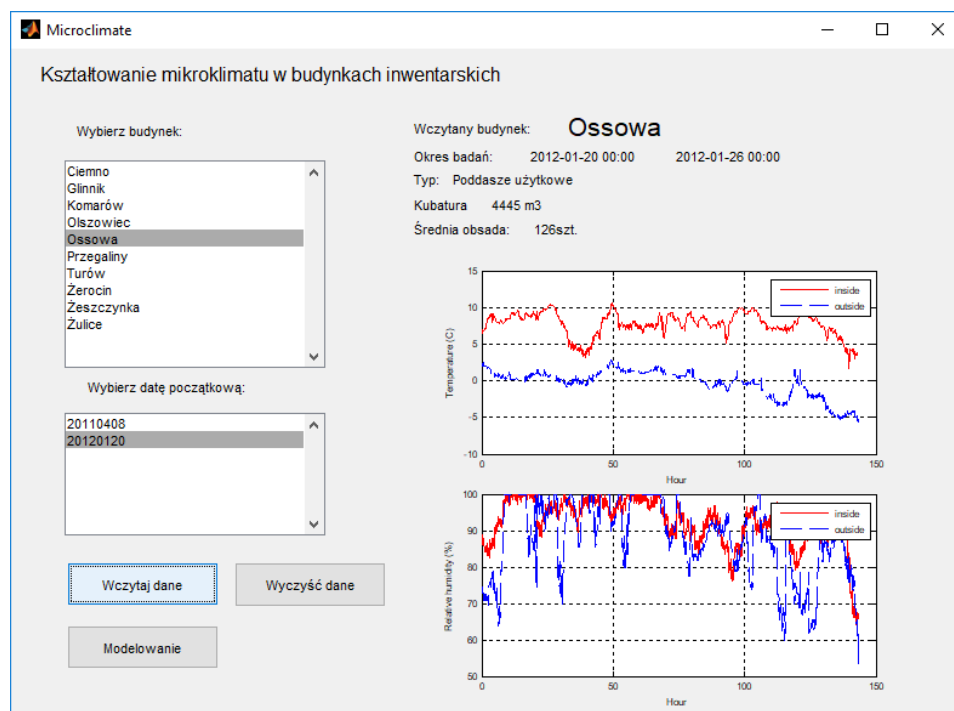 Microclimate
Kształtowanie mikroklimatu w budynkach inwentarskich
Wybierz budynek:
Ciemno
Glinnik
Komarów
Olszowiec
Ossowa
Przegaliny
Turów
Żerocin
Żeszczynka
Żulice
Wybierz datę początkową:
20110408
20120120
Wczytaj dane
Wyczyść dane
Modelowanie
Wczytany budynek: Ossowa
Okres badań: 2012-01-20 00:00 2012-01-26 00:00
Typ: Poddasze użytkowe
Kubatura 4445 m3
Średnia obsada: 126szt.
15
10
5
0
-5
-10
Temperature (C)
inside
outside
0 50 100 150
Hour
100
90
80
70
60
50
Relative humidity (%)
inside
outside
0 50 100 150
Hour